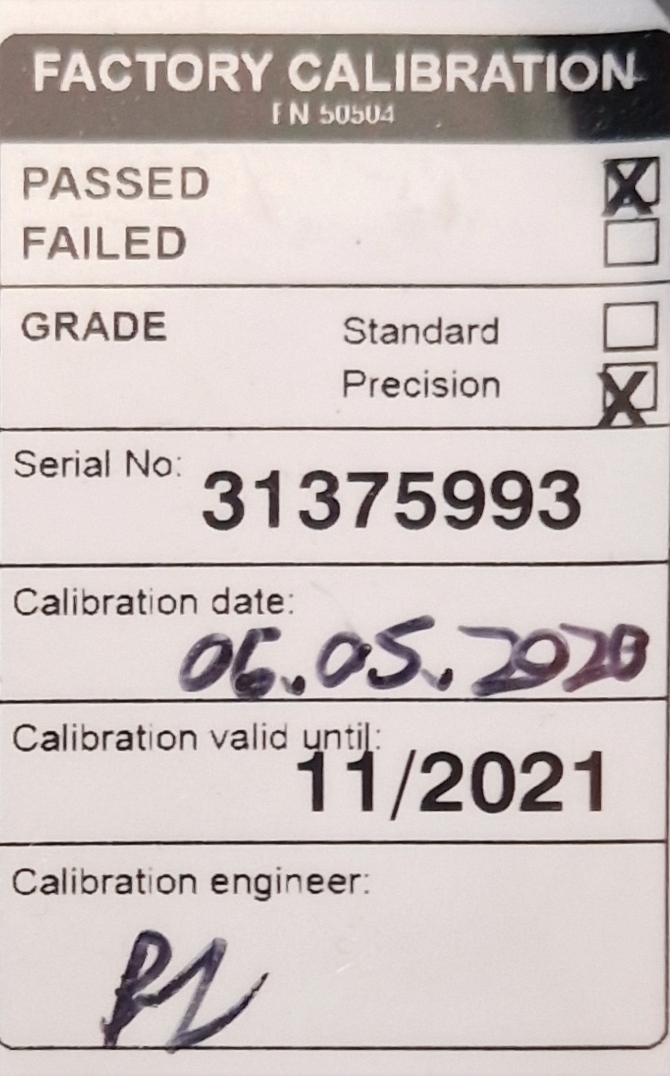 FACTORY CALIBRATION
EN 50504
PASSED X
FAILED
GRADE Standard
Precision X
Serial No: 31375993
Calibration date:
06.05.2020
Calibration valid until:
11/2021
Calibration engineer: